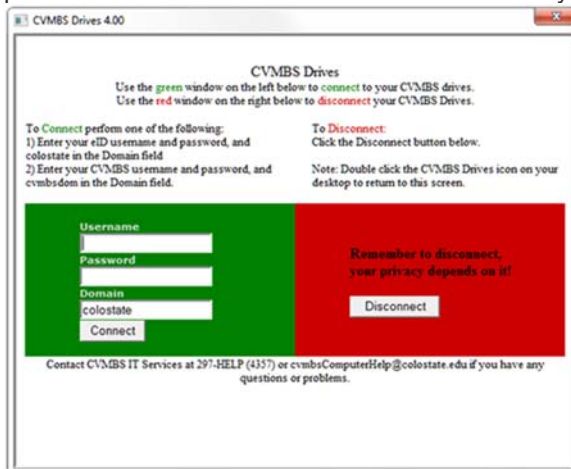 CVMBS Drives 4.00
CVMBS Drives
Use the green window on the left below to connect to your CVMBS drives.
Use the red window on the right below to disconnect your CVMBS Drives.
To Connect perform one of the following:
1) Enter your eID username and password, and
colostate in the Domain field
2) Enter your CVMBS username and password, and
cvmbsdom in the Domain field.
To Disconnect:
Click the Disconnect button below.
Note: Double click the CVMBS Drives icon on your
desktop to return to this screen.
Username
Password
Domain
colostate
Connect
Remember to disconnect,
your privacy depends on it!
Disconnect
Contact CVMBS IT Services at 297-HELP (4357) or cvmbsComputerHelp@colostate.edu if you have any
questions or problems.